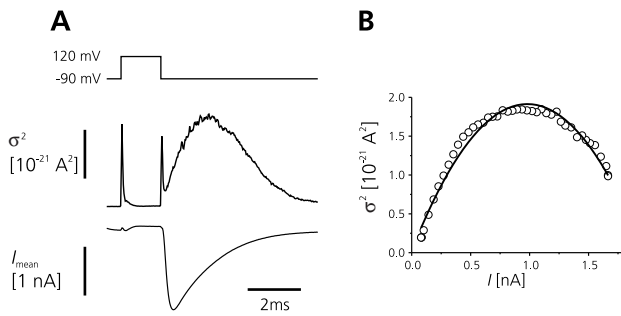 A
120 mV
-90 mV
σ²
[10⁻²¹ A²]
Imean
[1 nA]
2ms
B
σ² [10⁻²¹ A²]
2.0
1.5
1.0
0.5
0.0
0.0 0.5 1.0 1.5
I [nA]